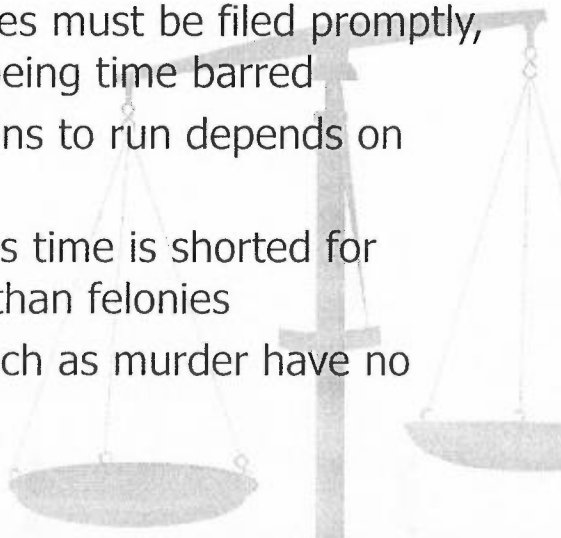 es must be filed promptly,
eing time barred
ns to run depends on
s time is shorted for
than felonies
ch as murder have no